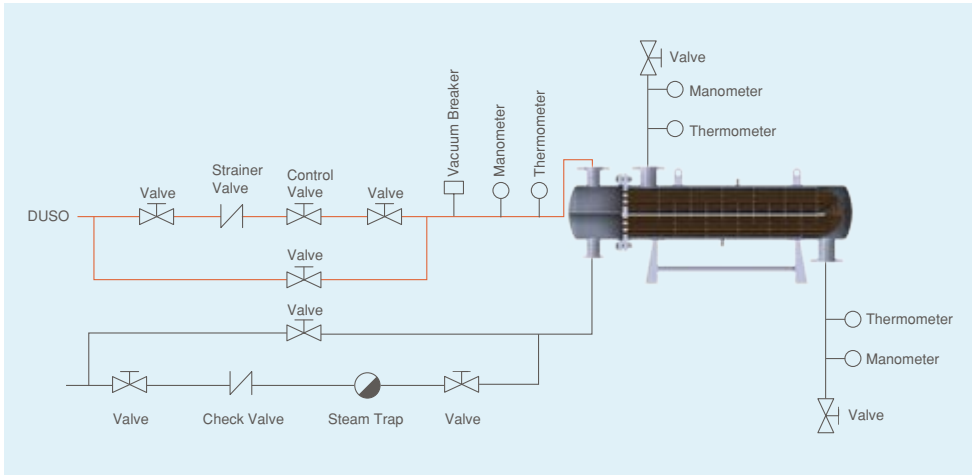 Valve
Manometer
Thermometer
Vacuum Breaker
Manometer
Thermometer
Strainer
Valve
Control
Valve
Valve
Valve
DUSO
Valve
Valve
Thermometer
Manometer
Valve
Valve
Check Valve
Steam Trap
Valve